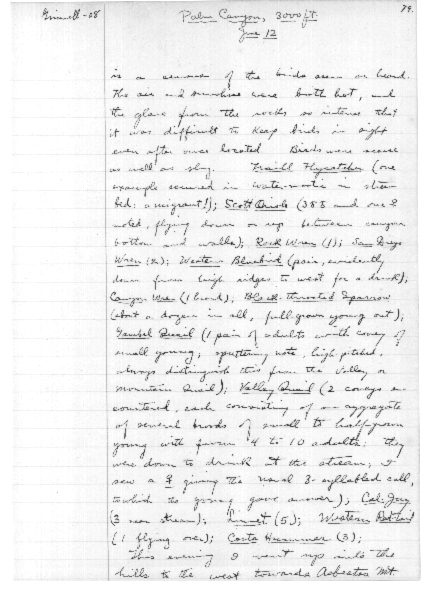 Grinnell - 08
Palm Canyon, 3000 ft.
79.
June 12
is a census of the birds seen or heard.
The air and sunshine were both hot, and
the glare from the rocks so intense that
it was difficult to keep birds in sight
even after once located. Birds were scarce
as well as shy. Traill Flycatcher (one
example secured in water-motie in stream
bed: a migrant!); Scott Oriole (3 ♂♂ and one ♀
noted, flying down or up between canyon
bottom and walls); Rock Wren (1); San Diego
Wren (2); Western Bluebird (pair, evidently
down from high ridges to west for a drink);
Canyon Wren (1 heard); Black-throated Sparrow
(about a dozen in all, full-grown young out);
Gambel Quail (1 pair of adults with covey of
small young; sputtering note, high-pitched,
always distinguish this from the Valley or
Mountain Quail); Valley Quail (2 coveys en-
countered, each consisting of an aggregate
of several broods of small to half-grown
young with from 4 to 10 adults: they
were down to drink at the stream; I
saw a ♀ giving the usual 3-syllabled call,
to which the young gave answer); Cal. Jay
(3 near stream); Linnet (5); Western Redtail
(1 flying over); Costa Hummer (3);
This evening I went up into the
hills to the west towards Asbestos Mt.